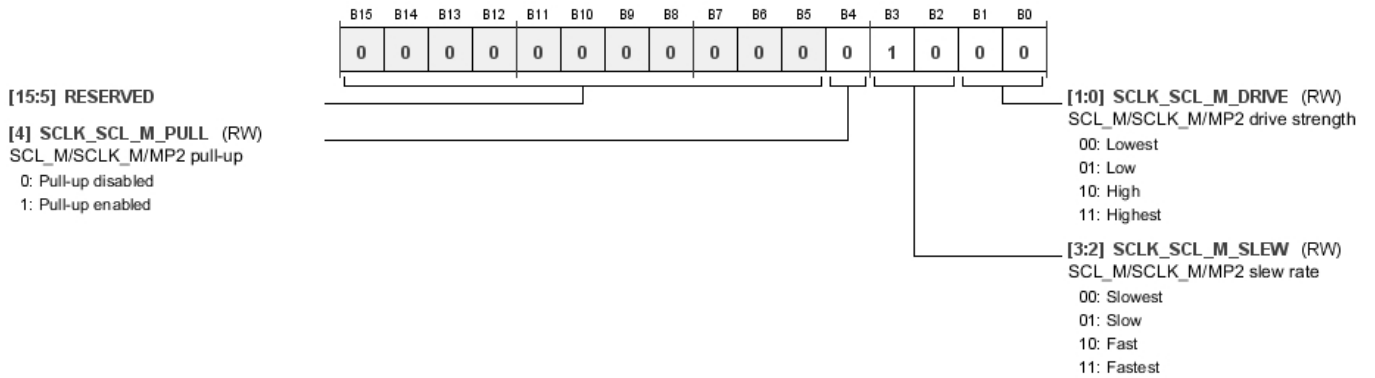 B15 B14 B13 B12 B11 B10 B9 B8 B7 B6 B5 B4 B3 B2 B1 B0
0 0 0 0 0 0 0 0 0 0 0 0 1 0 0 0
[15:5] RESERVED
[4] SCLK_SCL_M_PULL (RW)
SCL_M/SCLK_M/MP2 pull-up
0: Pull-up disabled
1: Pull-up enabled
[1:0] SCLK_SCL_M_DRIVE (RW)
SCL_M/SCLK_M/MP2 drive strength
00: Lowest
01: Low
10: High
11: Highest
[3:2] SCLK_SCL_M_SLEW (RW)
SCL_M/SCLK_M/MP2 slew rate
00: Slowest
01: Slow
10: Fast
11: Fastest